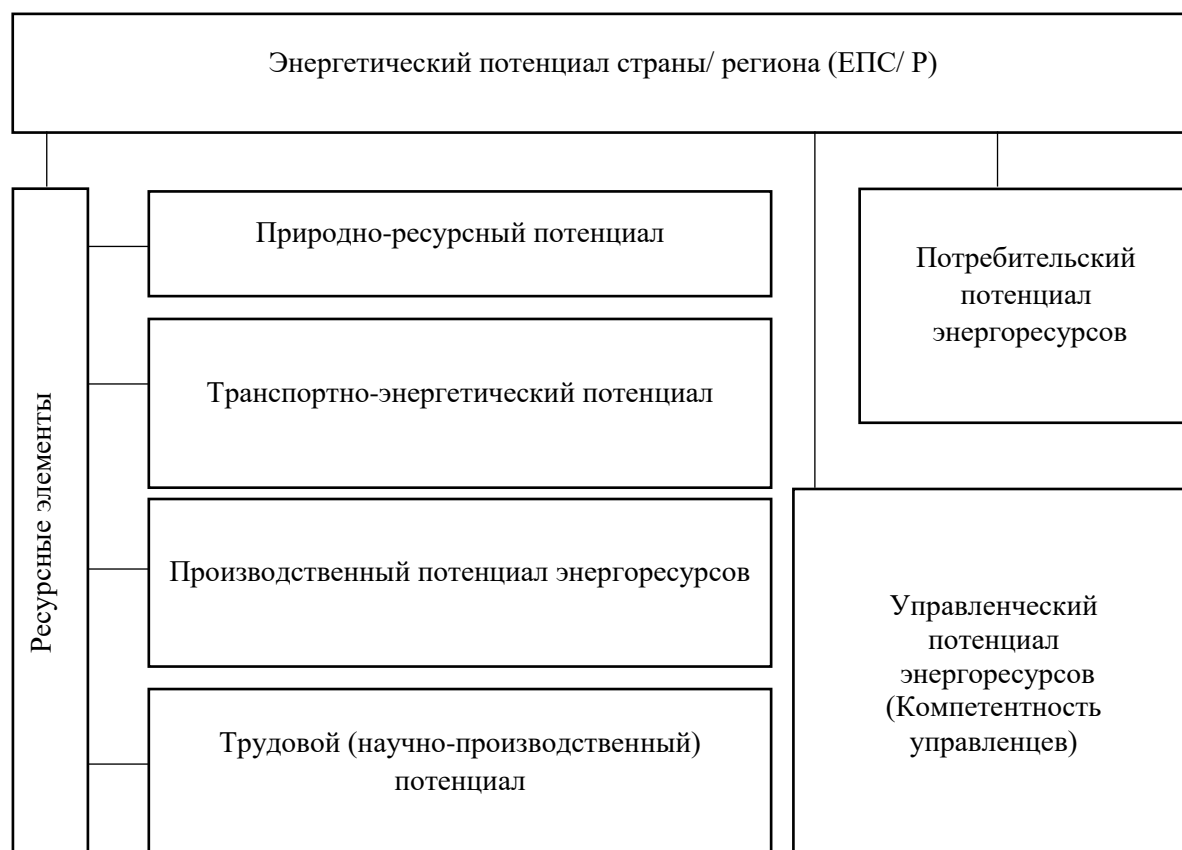 Энергетический потенциал страны/ региона (ЕПС/ Р)
Ресурсные элементы
Природно-ресурсный потенциал
Транспортно-энергетический потенциал
Производственный потенциал энергоресурсов
Трудовой (научно-производственный)
потенциал
Потребительский
потенциал
энергоресурсов
Управленческий
потенциал
энергоресурсов
(Компетентность
управленцев)